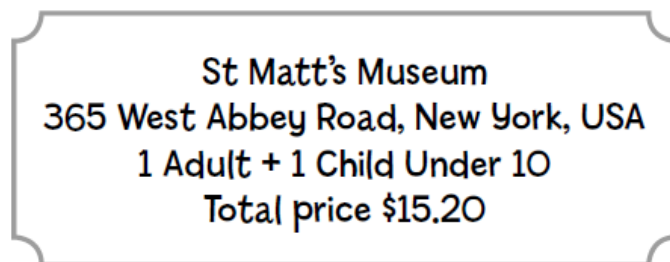 St Matt's Museum
365 West Abbey Road, New York, USA
1 Adult + 1 Child Under 10
Total price $15.20